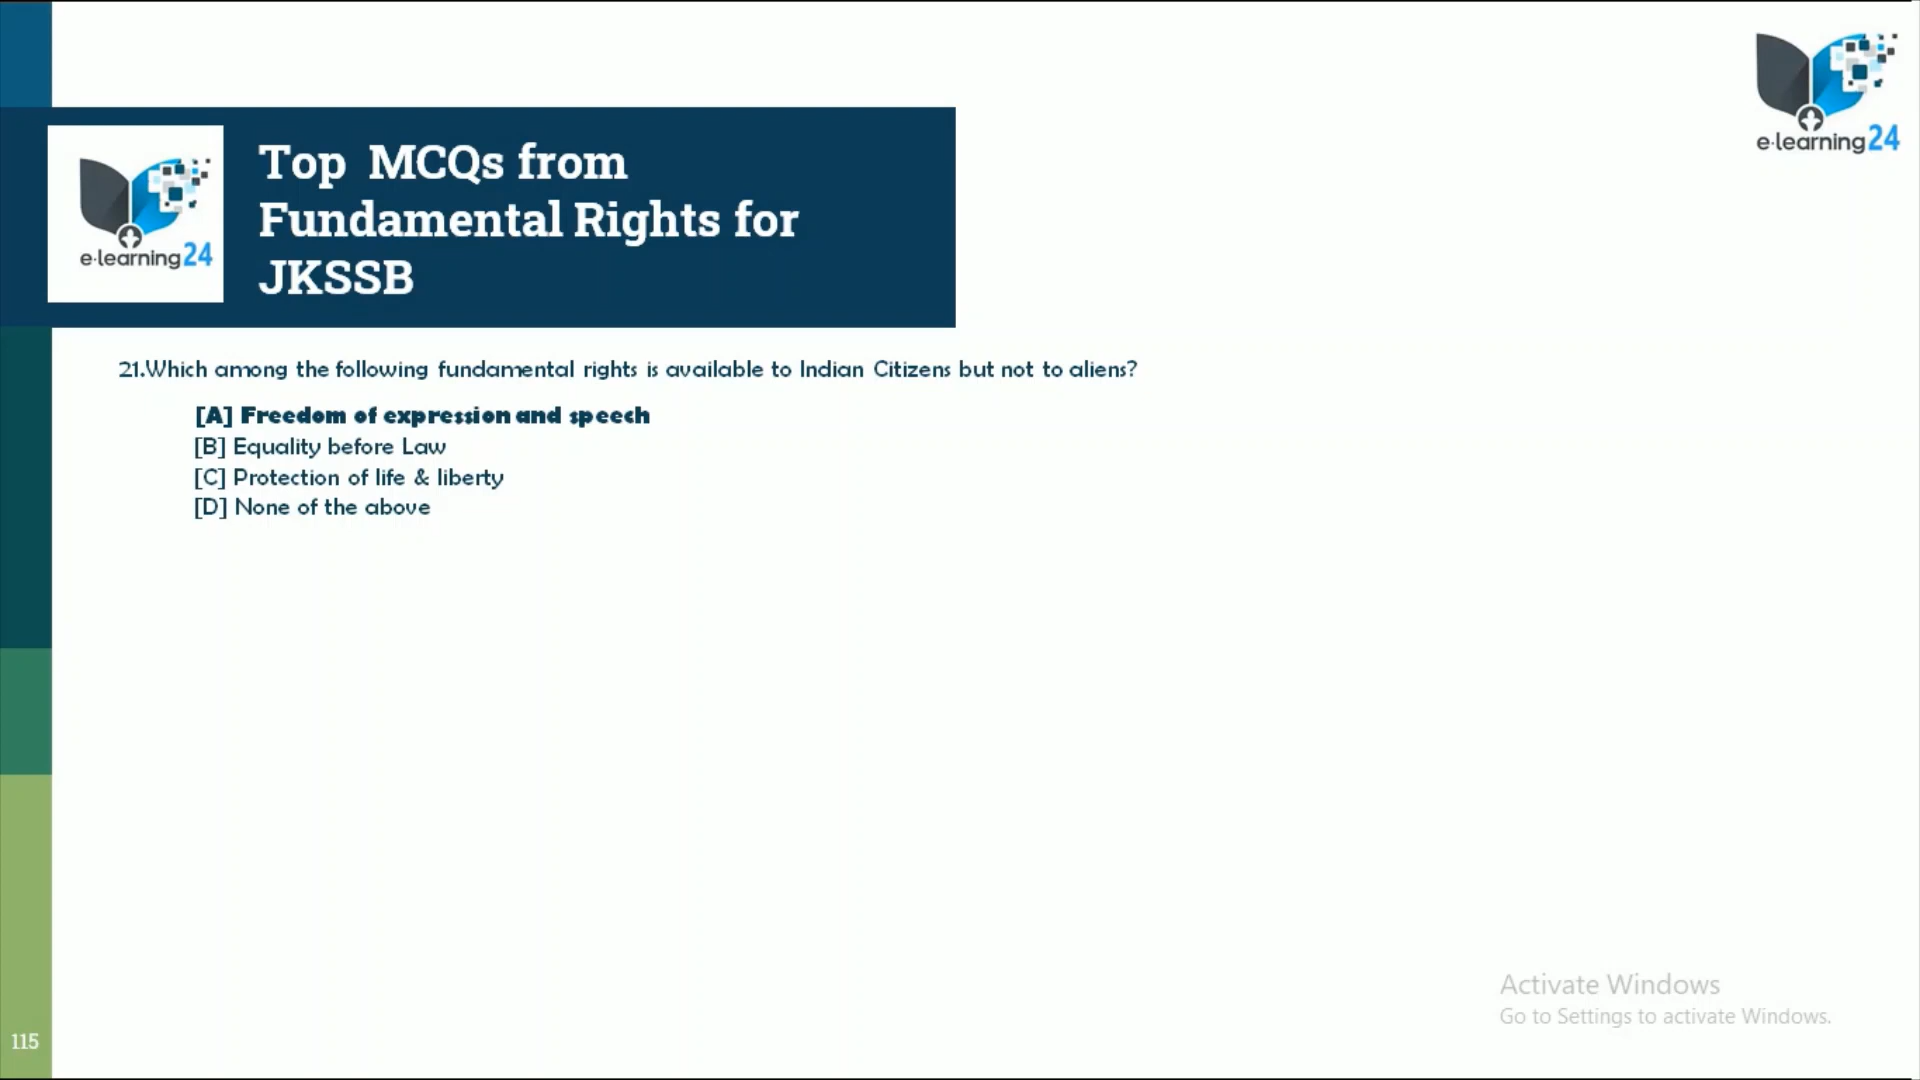 e-learning24
e-learning24
Top MCQs from
Fundamental Rights for
JKSSB
21.Which among the following fundamental rights is available to Indian Citizens but not to aliens?
[A] Freedom of expression and speech
[B] Equality before Law
[C] Protection of life & liberty
[D] None of the above
Activate Windows
Go to Settings to activate Windows.
115